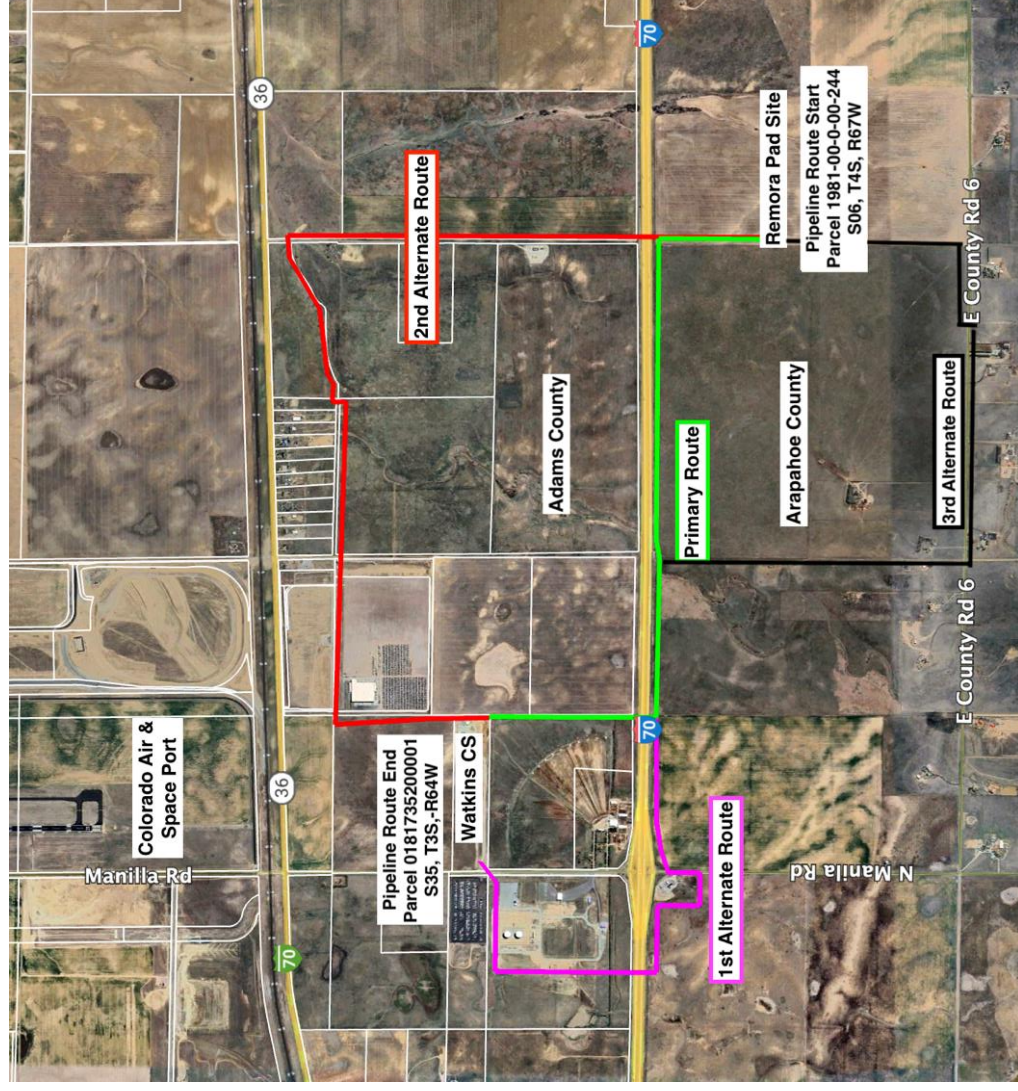 Colorado Air &
Space Port
Manilla Rd
70
36
36
Pipeline Route End
Parcel 0181735200001
S35, T3S,-R64W
Watkins CS
2nd Alternate Route
Adams County
70
70
Primary Route
1st Alternate Route
Remora Pad Site
Pipeline Route Start
Parcel 1981-00-0-00-244
S06, T4S, R67W
Arapahoe County
N Manila Rd
3rd Alternate Route
E County Rd 6
E County Rd 6